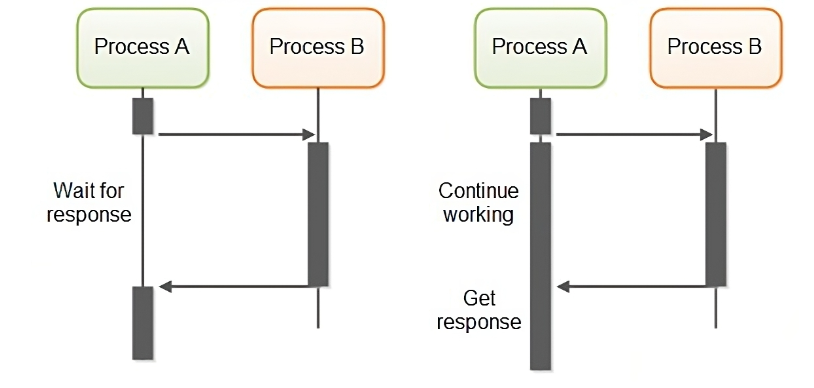 Process A
Process B
Process A
Process B
Wait for
response
Continue
working
Get
response